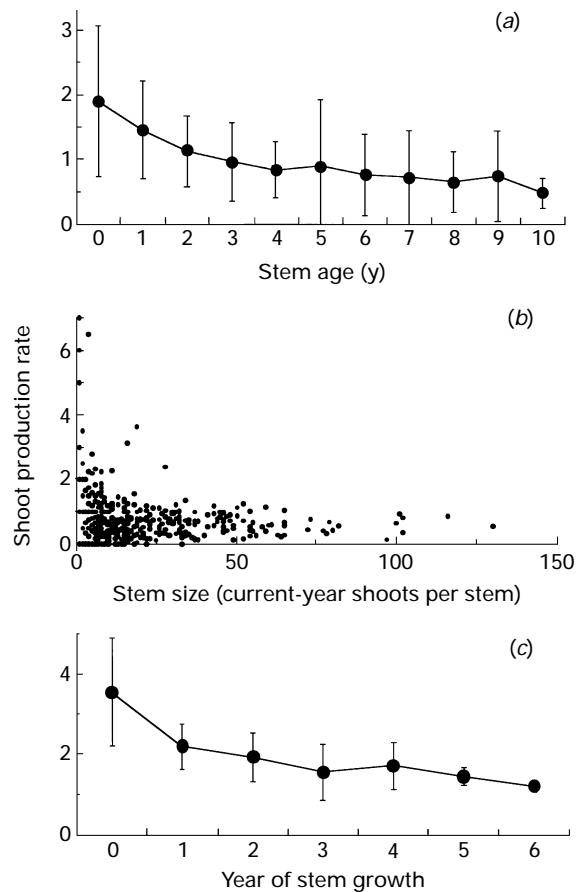 (a)
3
2
1
0
0 1 2 3 4 5 6 7 8 9 10
Stem age (y)
Shoot production rate
(b)
6
4
2
0
0 50 100 150
Stem size (current-year shoots per stem)
(c)
4
2
0
0 1 2 3 4 5 6
Year of stem growth